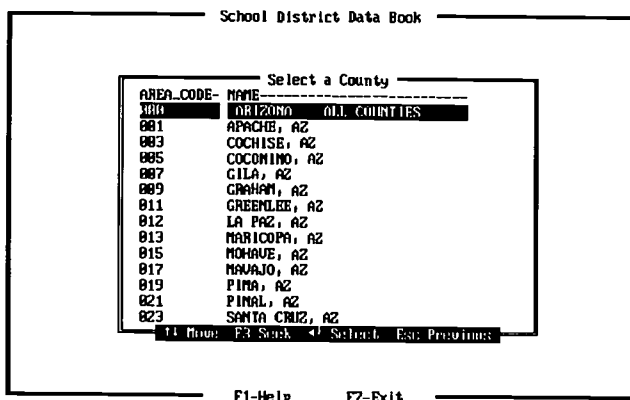 School District Data Book
Select a County
AREA_CODE- NAME------------------------------
000 ARIZONA ALL COUNTIES
001 APACHE, AZ
003 COCHISE, AZ
005 COCONINO, AZ
007 GILA, AZ
009 GRAHAM, AZ
011 GREENLEE, AZ
012 LA PAZ, AZ
013 MARICOPA, AZ
015 MOHAVE, AZ
017 NAVAJO, AZ
019 PIMA, AZ
021 PINAL, AZ
023 SANTA CRUZ, AZ
↑↓ Move F3 Seek ↵ Select Esc Previous
F1-Help F7-Exit